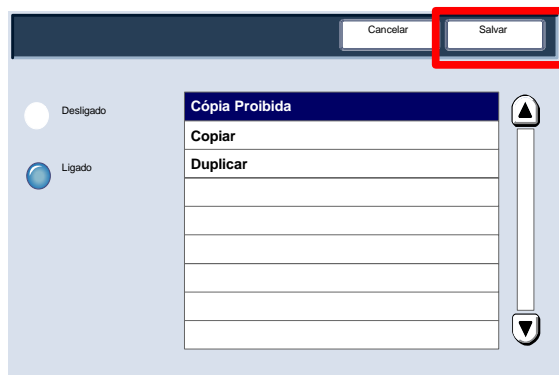 Cancelar
Salvar
Desligado
Ligado
Cópia Proibida
Copiar
Duplicar